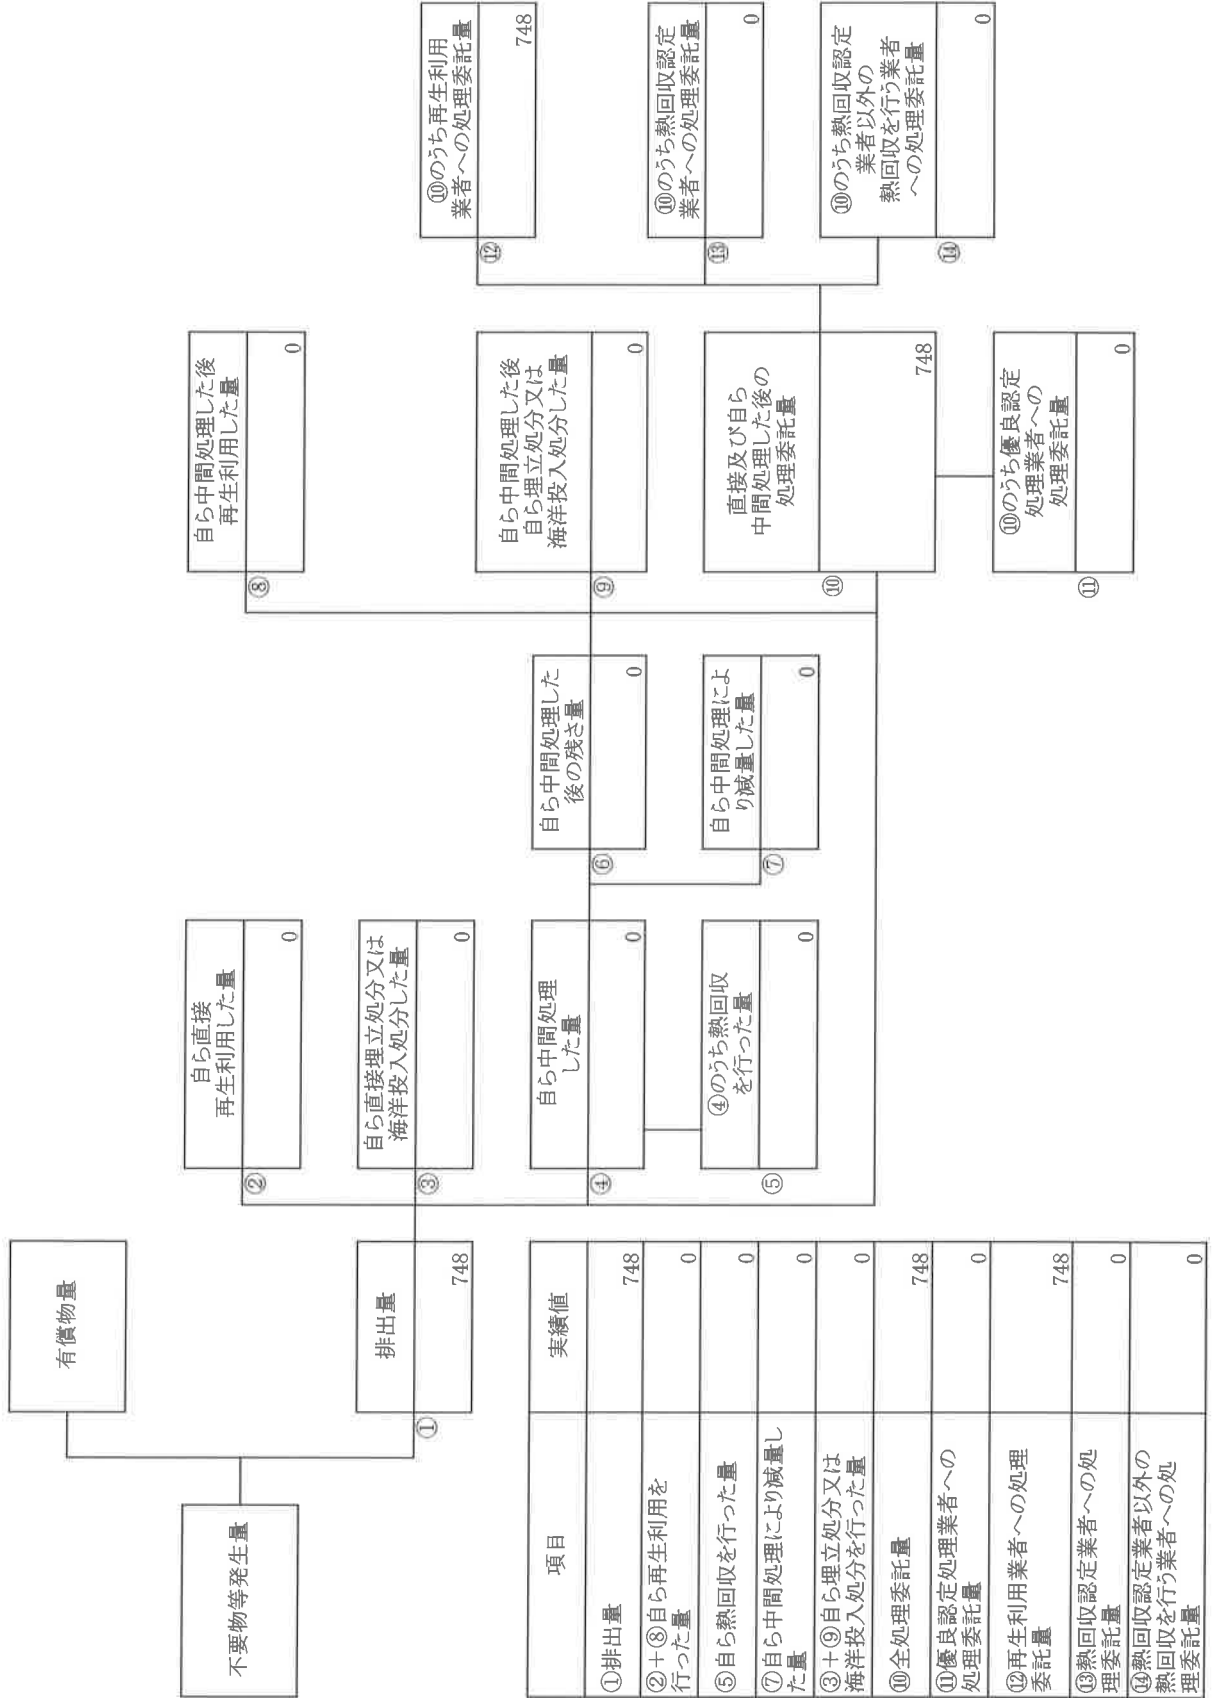 不要物等発生量
有償物量
①
排出量
748
②
自ら直接
再生利用した量
0
③
自ら直接埋立処分又は
海洋投入処分した量
0
④
自ら中間処理
した量
0
⑤
④のうち熱回収
を行った量
0
⑥
自ら中間処理した
後の残さ量
0
⑦
自ら中間処理によ
り減量した量
0
⑧
自ら中間処理した後
再生利用した量
0
⑨
自ら中間処理した後
自ら埋立処分又は
海洋投入処分した量
0
⑩
直接及び自ら
中間処理した後の
処理委託量
748
⑪
⑩のうち優良認定
処理業者への
処理委託量
0
⑫
⑩のうち再生利用
業者への処理委託量
748
⑬
⑩のうち熱回収認定
業者への処理委託量
0
⑭
⑩のうち熱回収認定
業者以外の
熱回収を行う業者
への処理委託量
0
項目
実績値
①排出量
748
②+⑧自ら再生利用を
行った量
0
⑤自ら熱回収を行った量
0
⑦自ら中間処理により減量し
た量
0
③+⑨自ら埋立処分又は
海洋投入処分を行った量
0
⑩全処理委託量
748
⑪優良認定処理業者への
処理委託量
0
⑫再生利用業者への処理
委託量
748
⑬熱回収認定業者への処
理委託量
0
⑭熱回収認定業者以外の
熱回収を行う業者への処
理委託量
0